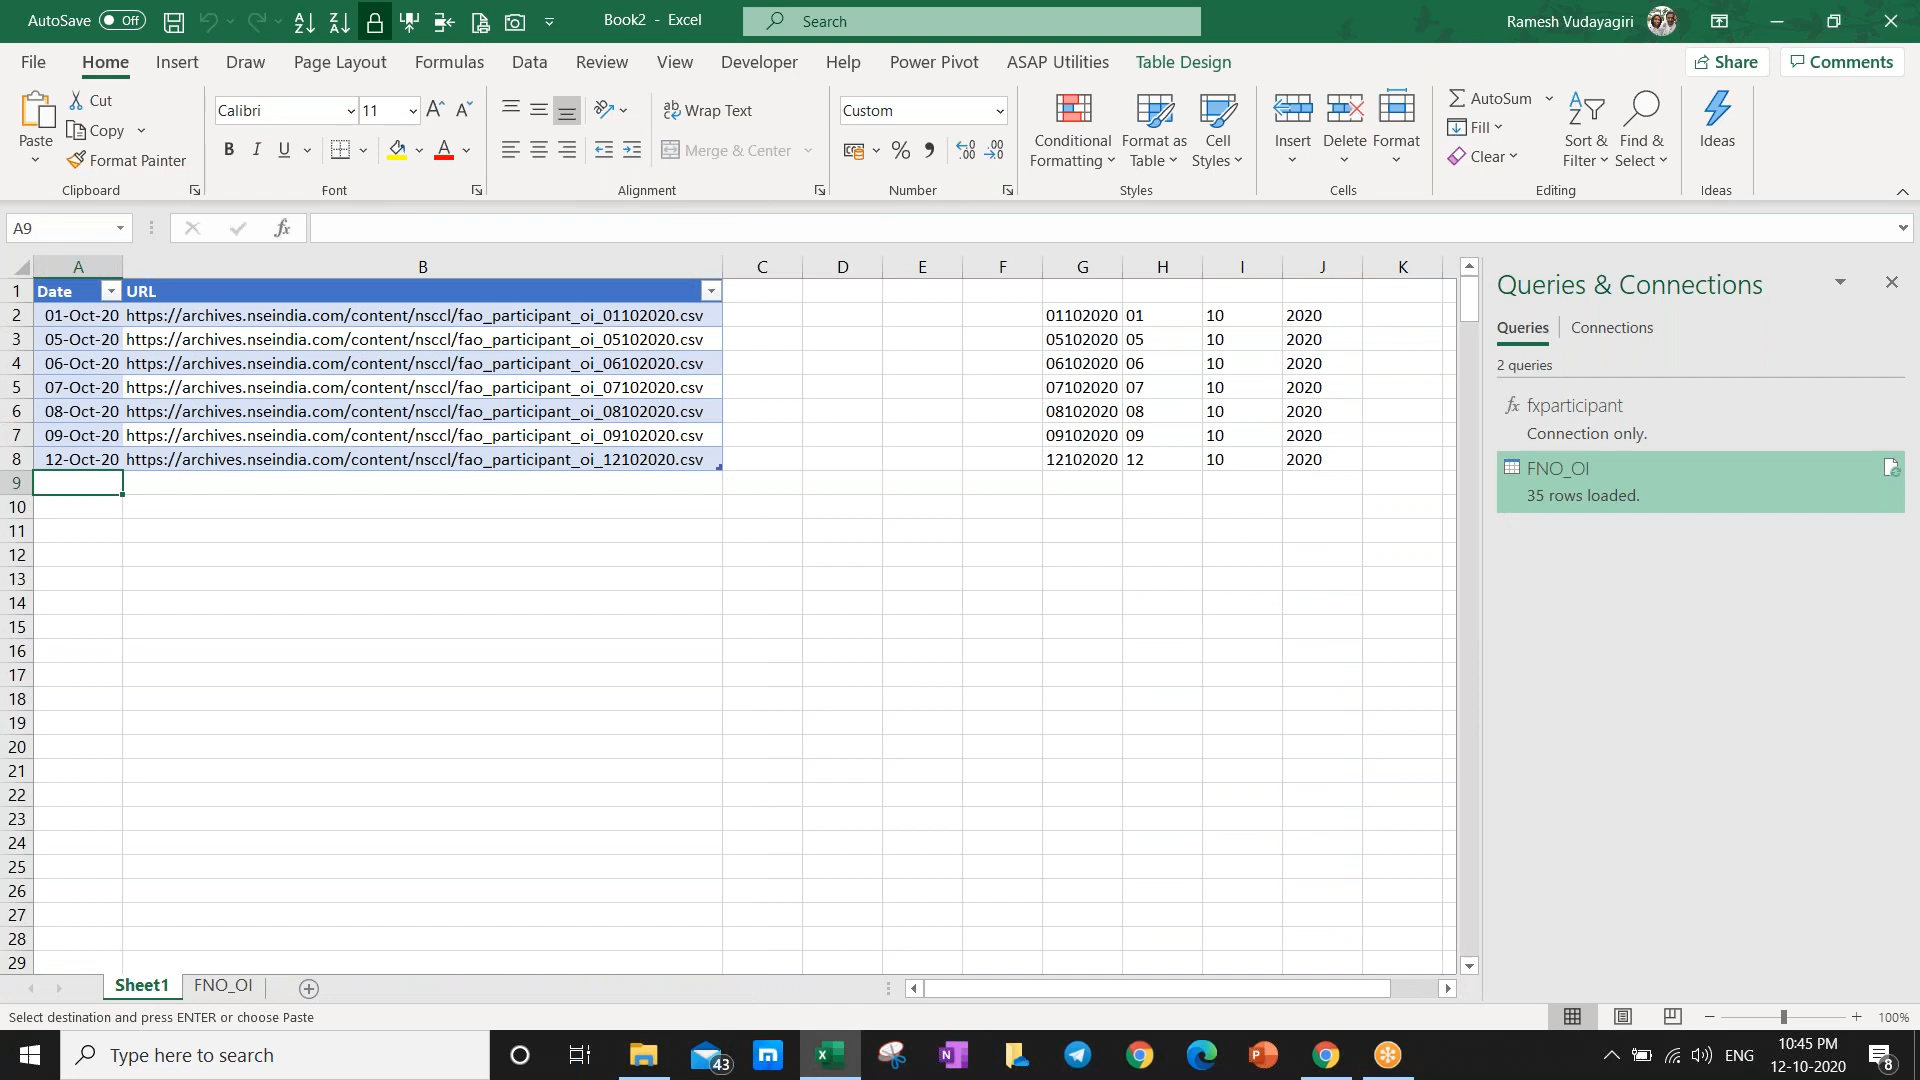 AutoSave Off Book2 - Excel Search Ramesh Vudayagiri
File Home Insert Draw Page Layout Formulas Data Review View Developer Help Power Pivot ASAP Utilities Table Design Share Comments
Paste
Cut
Copy
Format Painter
Clipboard
Calibri 11
B I U A
Font
Wrap Text
Merge & Center
Alignment
Custom
%
Number
Conditional Formatting
Format as Table
Cell Styles
Styles
Insert Delete Format
Cells
AutoSum
Fill
Clear
Sort & Filter
Find & Select
Editing
Ideas
Ideas
A9 fx
A B C D E F G H I J K
1 Date URL
2 01-Oct-20 https://archives.nseindia.com/content/nsccl/fao_participant_oi_01102020.csv 01102020 01 10 2020
3 05-Oct-20 https://archives.nseindia.com/content/nsccl/fao_participant_oi_05102020.csv 05102020 05 10 2020
4 06-Oct-20 https://archives.nseindia.com/content/nsccl/fao_participant_oi_06102020.csv 06102020 06 10 2020
5 07-Oct-20 https://archives.nseindia.com/content/nsccl/fao_participant_oi_07102020.csv 07102020 07 10 2020
6 08-Oct-20 https://archives.nseindia.com/content/nsccl/fao_participant_oi_08102020.csv 08102020 08 10 2020
7 09-Oct-20 https://archives.nseindia.com/content/nsccl/fao_participant_oi_09102020.csv 09102020 09 10 2020
8 12-Oct-20 https://archives.nseindia.com/content/nsccl/fao_participant_oi_12102020.csv 12102020 12 10 2020
9
10
11
12
13
14
15
16
17
18
19
20
21
22
23
24
25
26
27
28
29
Queries & Connections
Queries Connections
2 queries
fx fxparticipant
Connection only.
FNO_OI
35 rows loaded.
Sheet1 FNO_OI
Select destination and press ENTER or choose Paste 100%
Type here to search 43 ENG 10:45 PM
12-10-2020 8